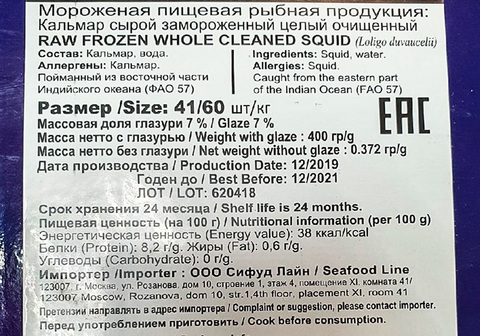 Мороженая пищевая рыбная продукция:
Кальмар сырой замороженный целый очищенный
RAW FROZEN WHOLE CLEANED SQUID (Loligo duvaucelii)
Состав: Кальмар, вода. Ingredients: Squid, water.
Аллергены: Кальмар. Allergies: Squid.
Пойманный из восточной части Caught from the eastern part
Индийского океана (ФАО 57) of the Indian Ocean (FAO 57)
Размер /Size: 41/60 шт/кг
EAC
Массовая доля глазури 7 % / Glaze 7 %
Масса нетто с глазурью / Weight with glaze : 400 гр/g
Масса нетто без глазури / Net weight without glaze : 0.372 гр/g
Дата производства / Production Date: 12/2019
Годен до / Best Before: 12/2021
ЛОТ / LOT: 620418
Срок хранения 24 месяца / Shelf life is 24 months.
Пищевая ценность (на 100 г) / Nutritional information (per 100 g)
Энергетическая ценность (Energy value): 38 ккал/kcal
Белки (Protein): 8,2 г/g. Жиры (Fat): 0,6 г/g.
Углеводы (Carbohydrate): 0 г/g.
Импортер /Importer : ООО Сифуд Лайн / Seafood Line
123007, г. Москва, ул. Розанова, дом 10, строение 1, этаж 4, помещение XI, комната 41/
123007, Moscow, Rozanova, dom 10, str.1, 4th floor, placement XI, room 41
Претензии направлять в адрес импортера / Complaint or suggestion, please contact importer.
Перед употреблением приготовить / Cook before consumption.